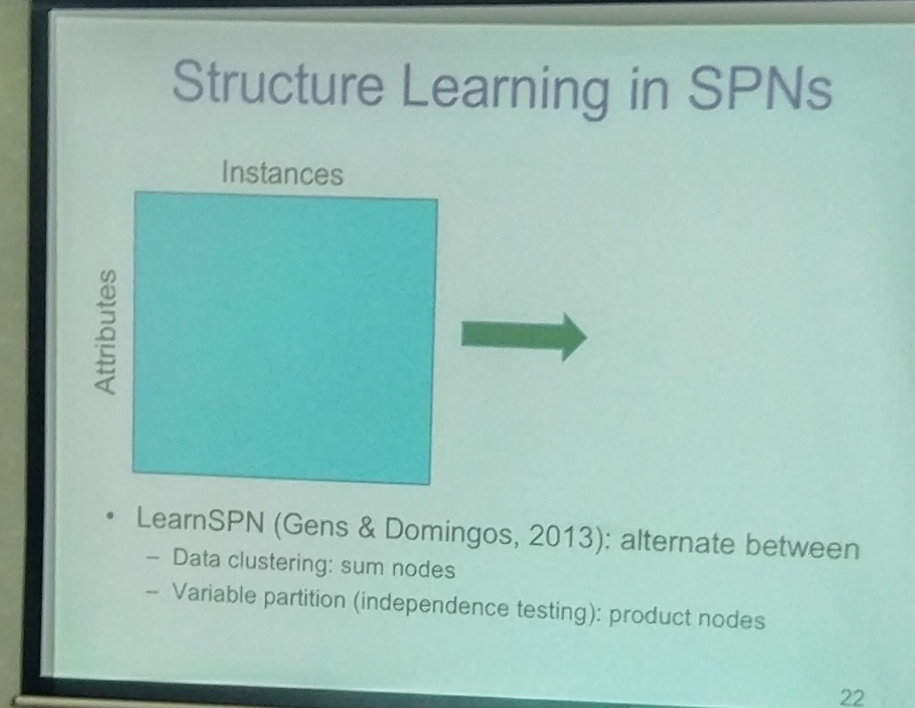 Structure Learning in SPNs
Instances
Attributes
• LearnSPN (Gens & Domingos, 2013): alternate between
– Data clustering: sum nodes
– Variable partition (independence testing): product nodes
22